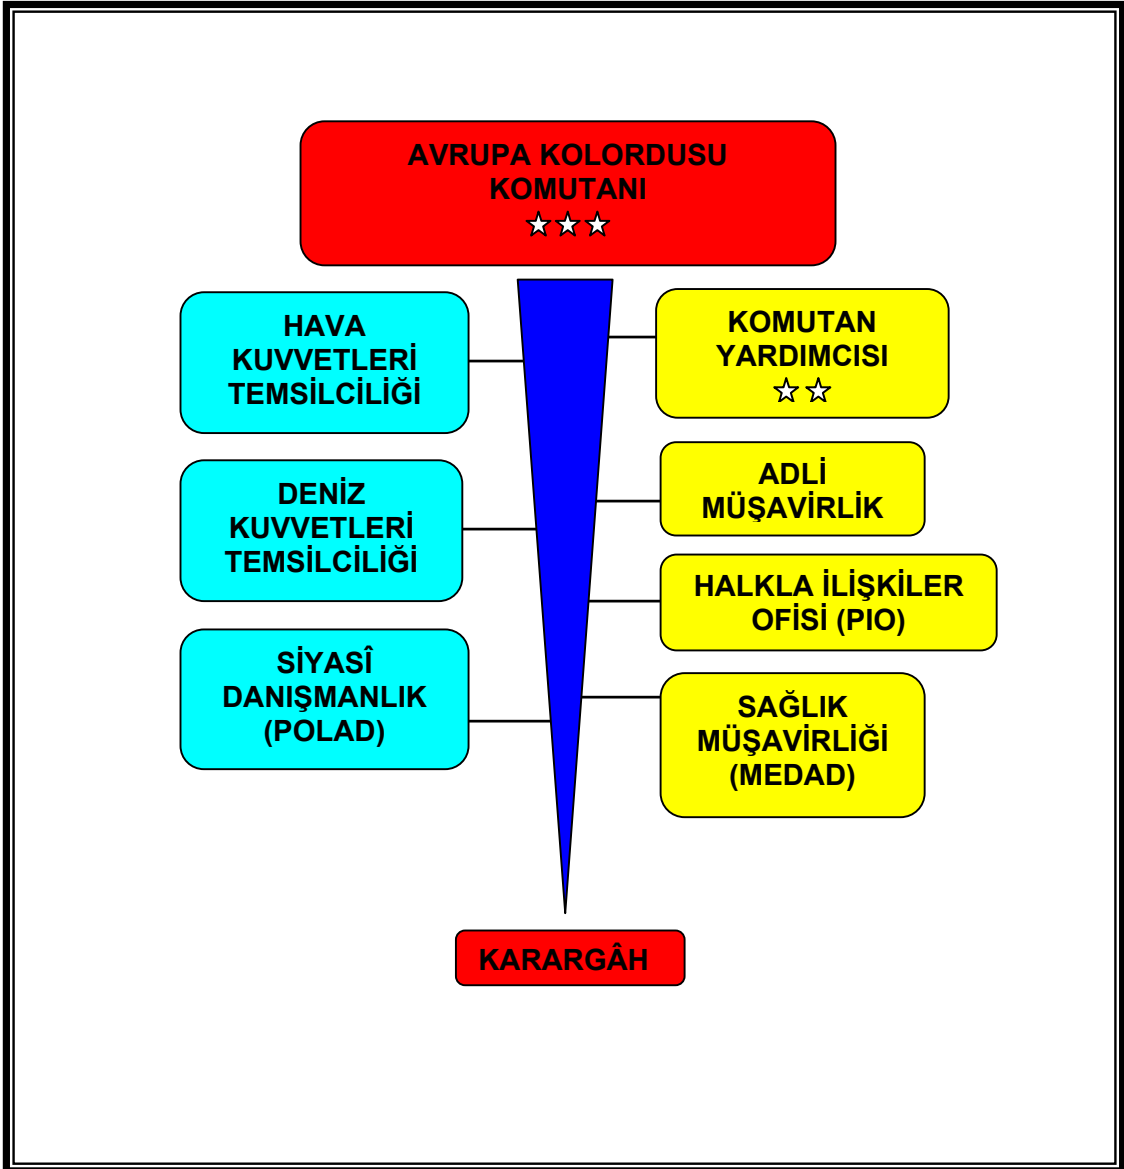 AVRUPA KOLORDUSU
KOMUTANI
☆☆☆
HAVA
KUVVETLERİ
TEMSİLCİLİĞİ
KOMUTAN
YARDIMCISI
☆☆
DENİZ
KUVVETLERİ
TEMSİLCİLİĞİ
ADLİ
MÜŞAVİRLİK
HALKLA İLİŞKİLER
OFİSİ (PIO)
SİYASÎ
DANIŞMANLIK
(POLAD)
SAĞLIK
MÜŞAVİRLİĞİ
(MEDAD)
KARARGÂH